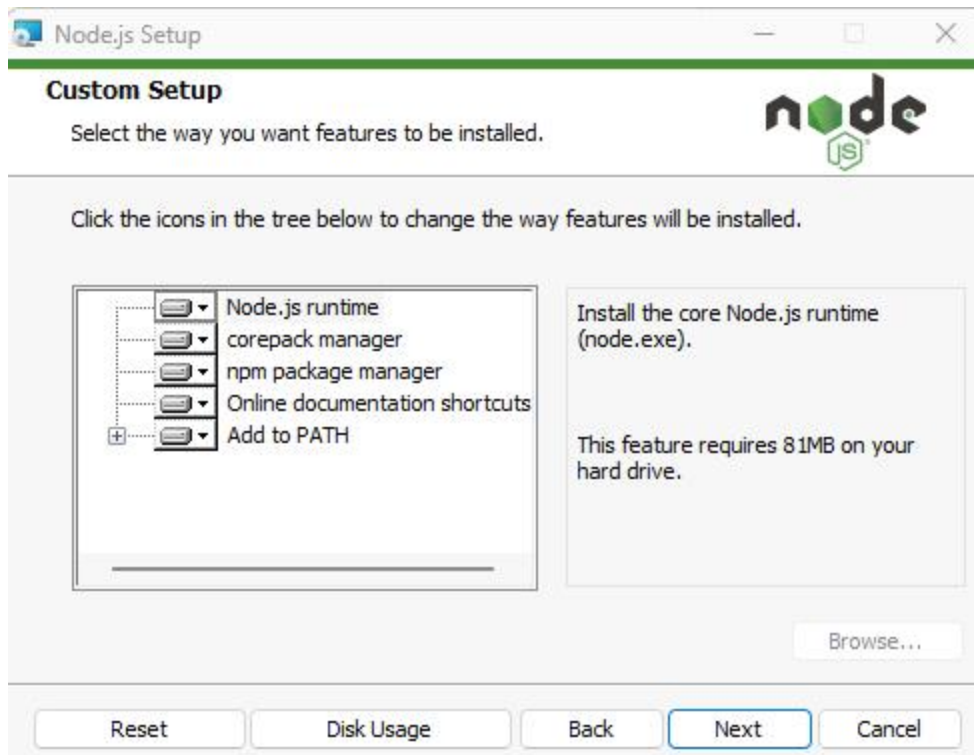 Node.js Setup
Custom Setup
Select the way you want features to be installed.
node
JS
Click the icons in the tree below to change the way features will be installed.
Node.js runtime
corepack manager
npm package manager
Online documentation shortcuts
Add to PATH
Install the core Node.js runtime
(node.exe).
This feature requires 81MB on your
hard drive.
Browse...
Reset
Disk Usage
Back
Next
Cancel